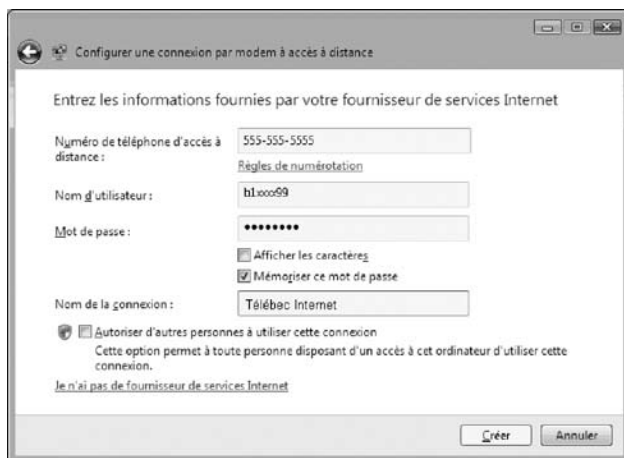 Configurer une connexion par modem à accès à distance
Entrez les informations fournies par votre fournisseur de services Internet
Numéro de téléphone d'accès à
distance :
555-555-5555
Règles de numérotation
Nom d'utilisateur :
b1xxxx99
Mot de passe :
••••••••
Afficher les caractères
Mémoriser ce mot de passe
Nom de la connexion :
Télébec Internet
Autoriser d'autres personnes à utiliser cette connexion
Cette option permet à toute personne disposant d'un accès à cet ordinateur d'utiliser cette
connexion.
Je n'ai pas de fournisseur de services Internet
Créer
Annuler